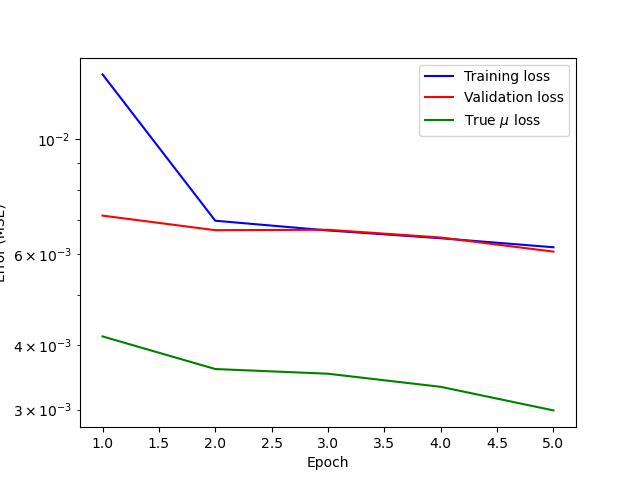 Training loss
Validation loss
True μ loss
10⁻²
6 × 10⁻³
4 × 10⁻³
3 × 10⁻³
1.0 1.5 2.0 2.5 3.0 3.5 4.0 4.5 5.0
Epoch